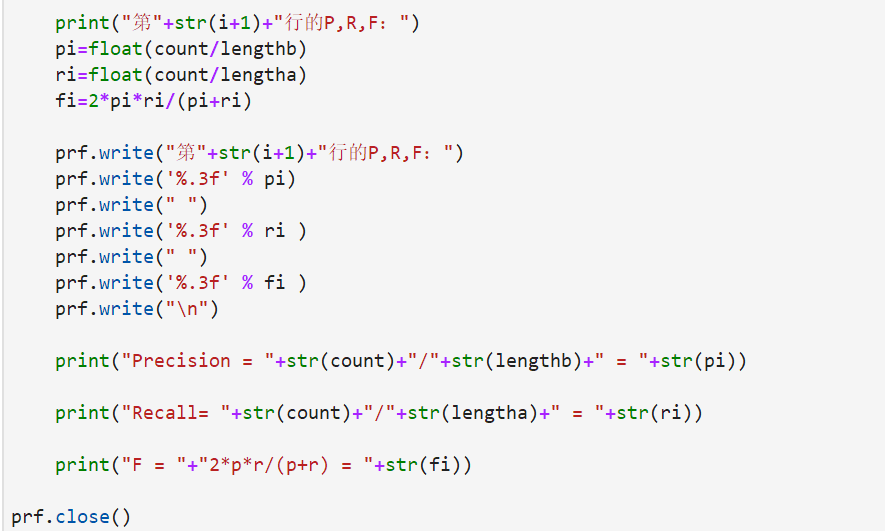 print("第"+str(i+1)+"行的P,R,F：")
pi=float(count/lengthb)
ri=float(count/lengtha)
fi=2*pi*ri/(pi+ri)
prf.write("第"+str(i+1)+"行的P,R,F：")
prf.write('%.3f' % pi)
prf.write(" ")
prf.write('%.3f' % ri )
prf.write(" ")
prf.write('%.3f' % fi )
prf.write("\n")
print("Precision = "+str(count)+"/"+str(lengthb)+" = "+str(pi))
print("Recall= "+str(count)+"/"+str(lengtha)+" = "+str(ri))
print("F = "+"2*p*r/(p+r) = "+str(fi))
prf.close()